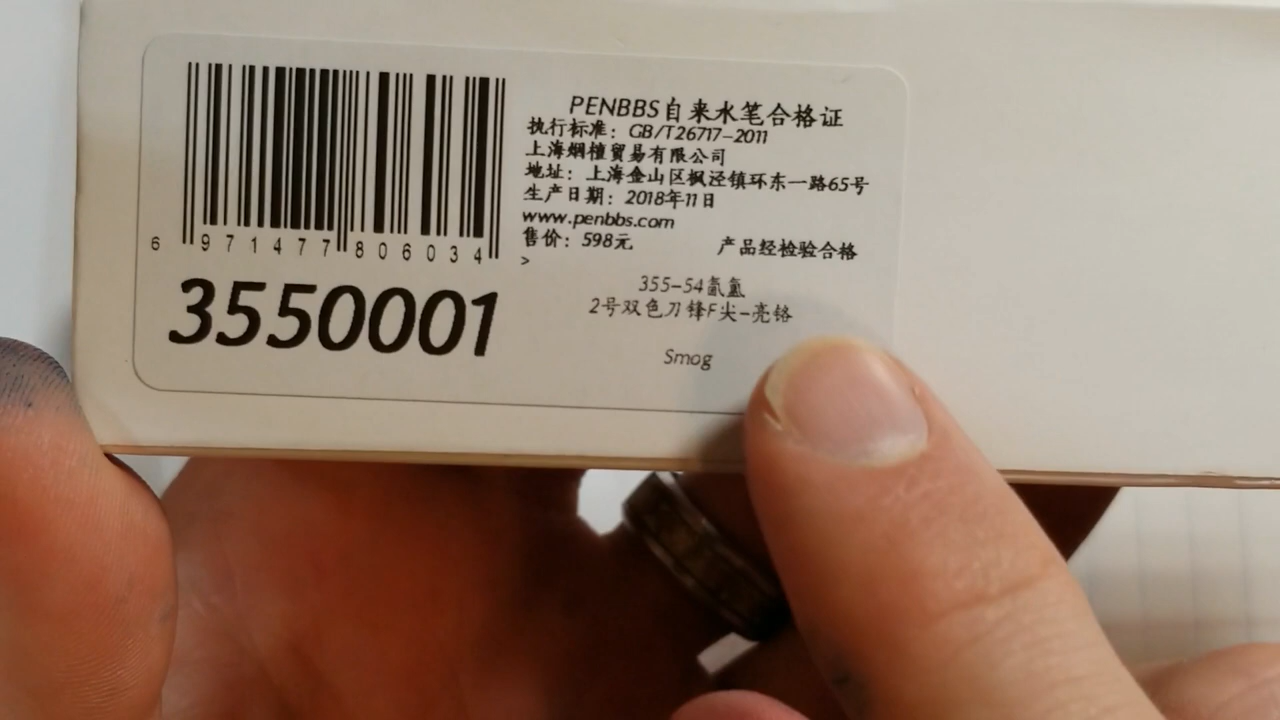 PENBBS自来水笔合格证
执行标准：GB/T26717-2011
上海烟檀贸易有限公司
地址：上海金山区枫泾镇环东一路65号
生产日期：2018年11日
www.penbbs.com
售价：598元 产品经检验合格
>
6 971477 806034
3550001
355-54氤氲
2号双色刀锋F尖-亮铬
Smog